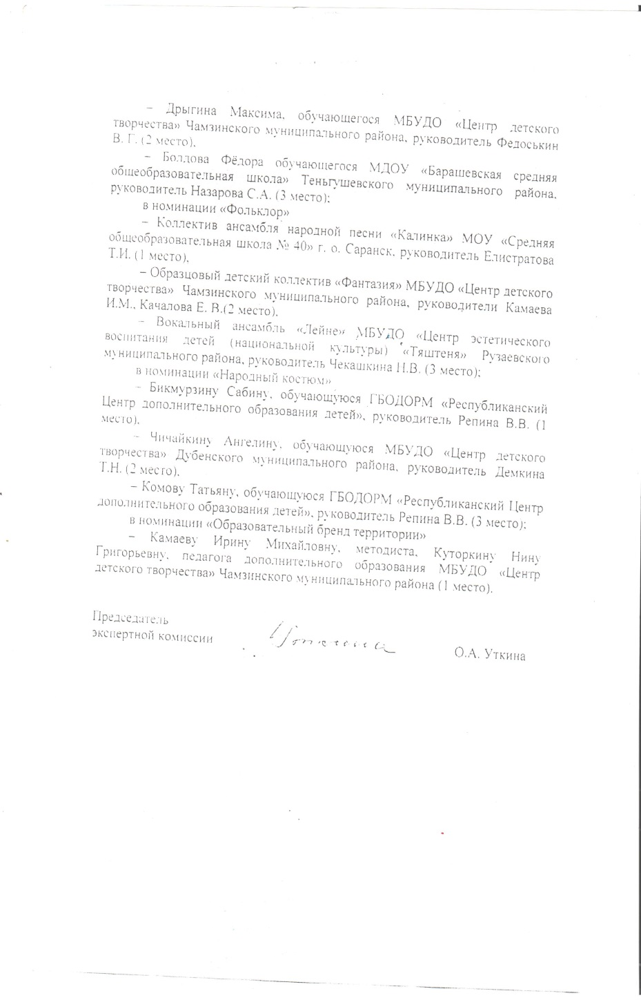 – Дрыгина Максима, обучающегося МБУДО «Центр детского
творчества» Чамзинского муниципального района, руководитель Федоськин
В. Г. (2 место),
– Болдова Фёдора обучающегося МДОУ «Барашевская средняя
общеобразовательная школа» Теньгушевского муниципального района,
руководитель Назарова С.А. (3 место);
в номинации «Фольклор»
– Коллектив ансамбля народной песни «Калинка» МОУ «Средняя
общеобразовательная школа № 40» г. о. Саранск, руководитель Елистратова
Т.И. (1 место),
– Образцовый детский коллектив «Фантазия» МБУДО «Центр детского
творчества» Чамзинского муниципального района, руководители Камаева
И.М., Качалова Е. В.(2 место),
– Вокальный ансамбль «Лейне» МБУДО «Центр эстетического
воспитания детей (национальной культуры) «Тяштеня» Рузаевского
муниципального района, руководитель Чекашкина Н.В. (3 место);
в номинации «Народный костюм»
– Бикмурзину Сабину, обучающуюся ГБОДОРМ «Республиканский
Центр дополнительного образования детей», руководитель Репина В.В. (1
место),
– Чичайкину Ангелину, обучающуюся МБУДО «Центр детского
творчества» Дубенского муниципального района, руководитель Демкина
Т.Н. (2 место),
– Комову Татьяну, обучающуюся ГБОДОРМ «Республиканский Центр
дополнительного образования детей», руководитель Репина В.В. (3 место);
в номинации «Образовательный бренд территории»
– Камаеву Ирину Михайловну, методиста, Куторкину Нину
Григорьевну, педагога дополнительного образования МБУДО «Центр
детского творчества» Чамзинского муниципального района (1 место).
Председатель
экспертной комиссии
О.А. Уткина